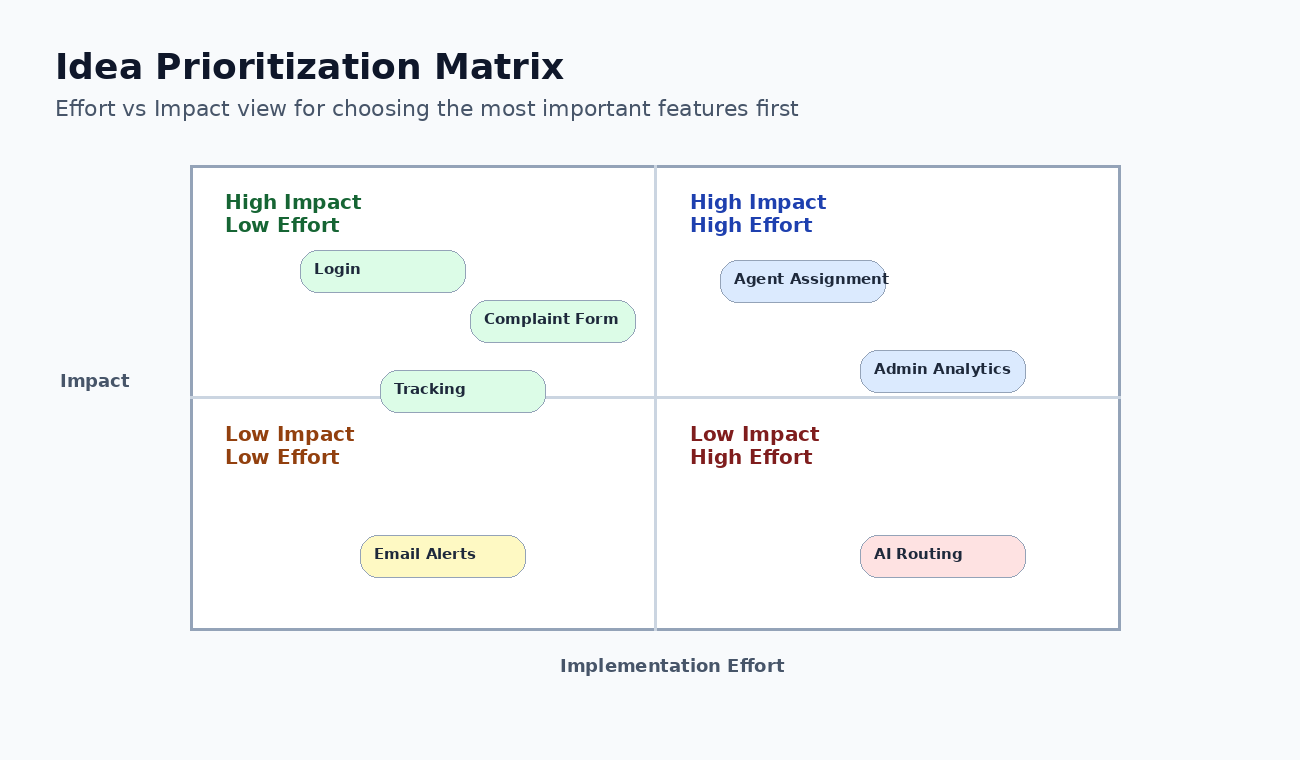 Idea Prioritization Matrix
Effort vs Impact view for choosing the most important features first
High Impact
Low Effort
High Impact
High Effort
Login
Agent Assignment
Complaint Form
Admin Analytics
Tracking
Impact
Low Impact
Low Effort
Low Impact
High Effort
Email Alerts
AI Routing
Implementation Effort